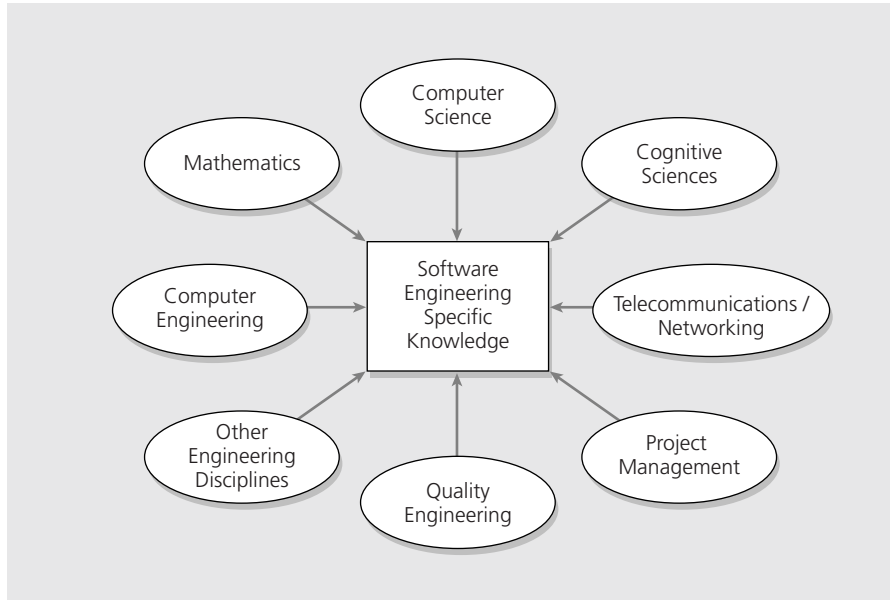 Computer
Science
Mathematics
Cognitive
Sciences
Software
Engineering
Specific
Knowledge
Computer
Engineering
Telecommunications /
Networking
Other
Engineering
Disciplines
Quality
Engineering
Project
Management